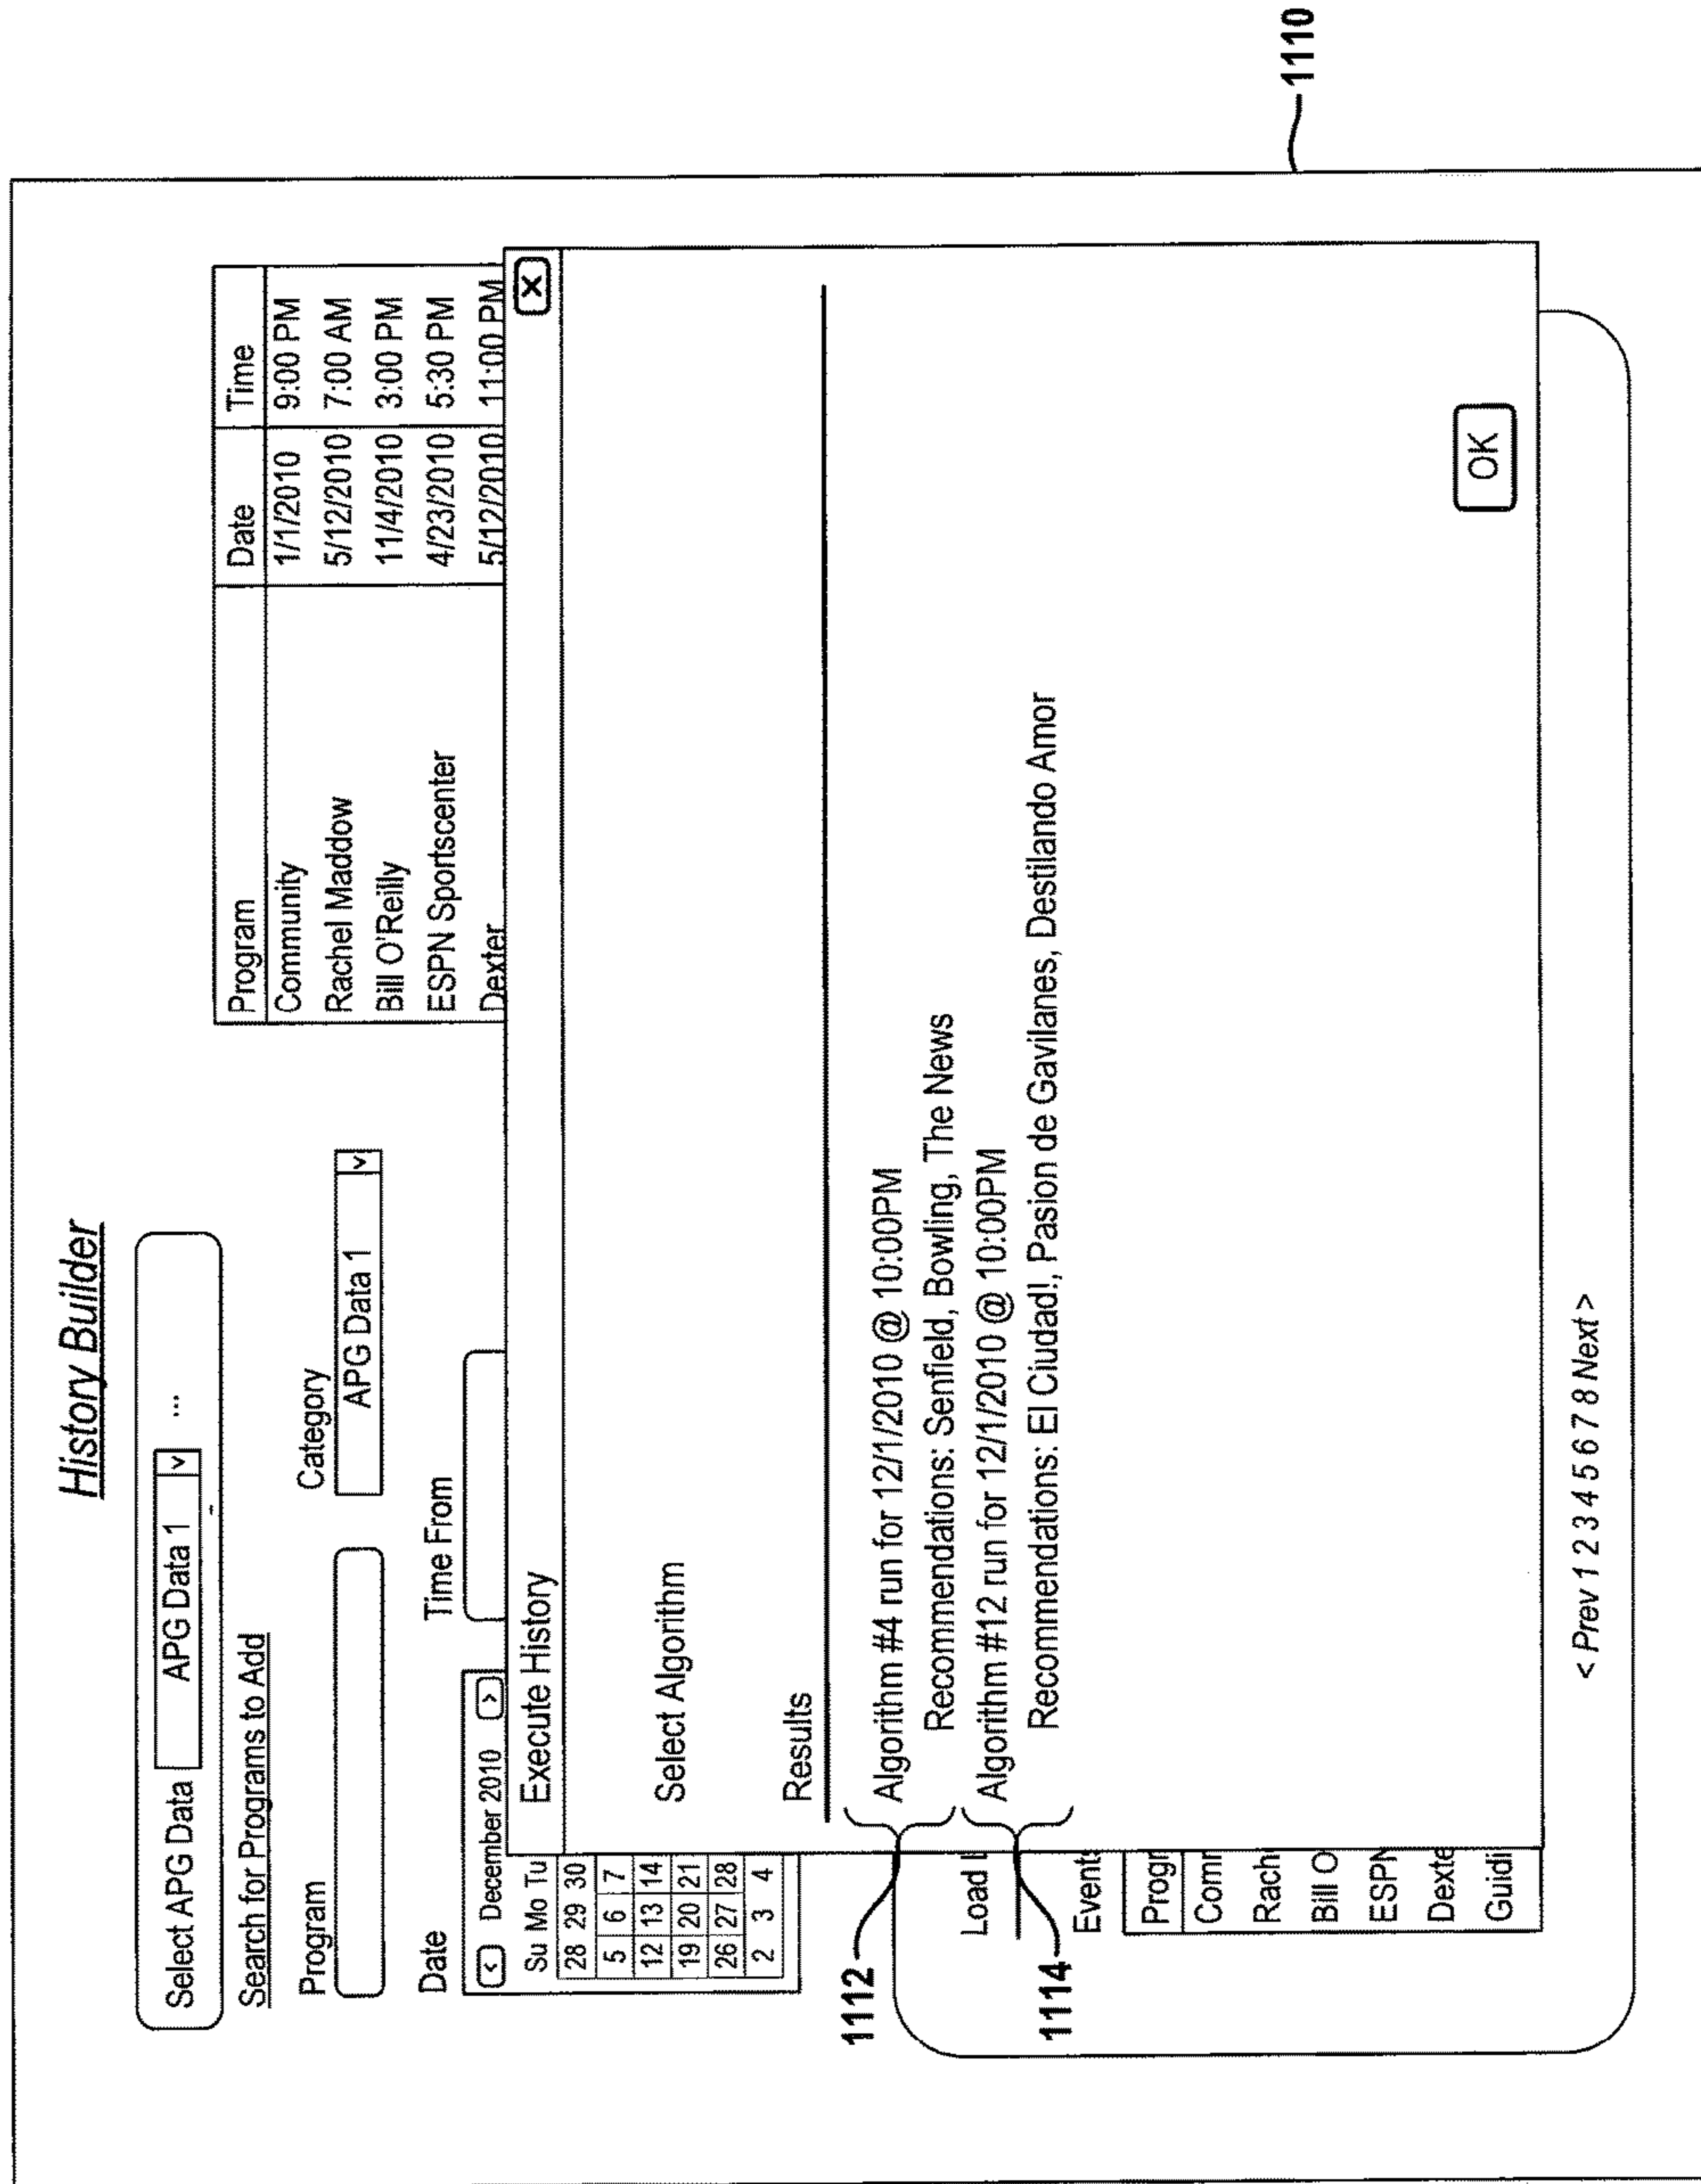 History Builder
Select APG Data APG Data 1 v ...
Search for Programs to Add
Program
Category
APG Data 1 v
Date
Time From
< December 2010 >
Su Mo Tu
28 29 30
5 6 7
12 13 14
19 20 21
26 27 28
2 3 4
Program Date Time
Community 1/1/2010 9:00 PM
Rachel Maddow 5/12/2010 7:00 AM
Bill O'Reilly 11/4/2010 3:00 PM
ESPN Sportscenter 4/23/2010 5:30 PM
Dexter 5/12/2010 11:00 PM
Execute History X
Select Algorithm
Results
1112
Algorithm #4 run for 12/1/2010 @ 10:00PM
Recommendations: Senfield, Bowling, The News
1114
Algorithm #12 run for 12/1/2010 @ 10:00PM
Recommendations: El Ciudad!, Pasion de Gavilanes, Destilando Amor
OK
Load
Event
Progr
Com
Rach
Bill O
ESPN
Dexte
Guidi
< Prev 1 2 3 4 5 6 7 8 Next >
1110